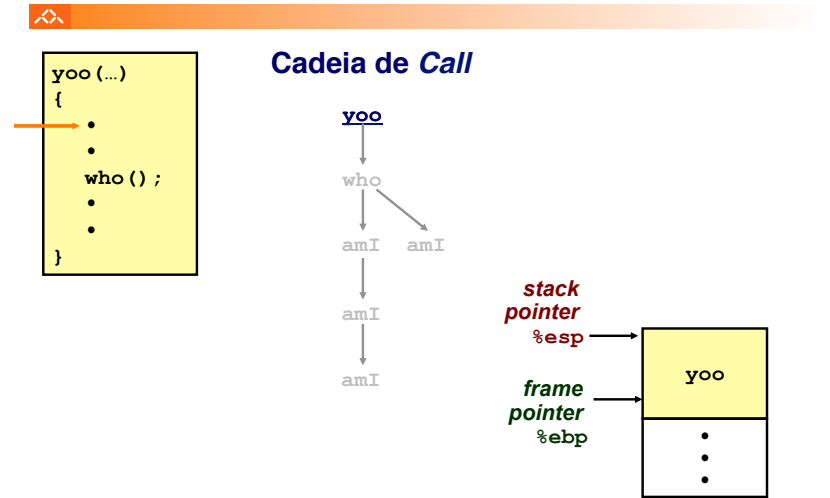 Cadeia de Call
yoo(…)
{
•
•
who();
•
•
}
yoo
who
amI amI
amI
amI
stack
pointer
%esp
frame
pointer
%ebp
yoo
•
•
•